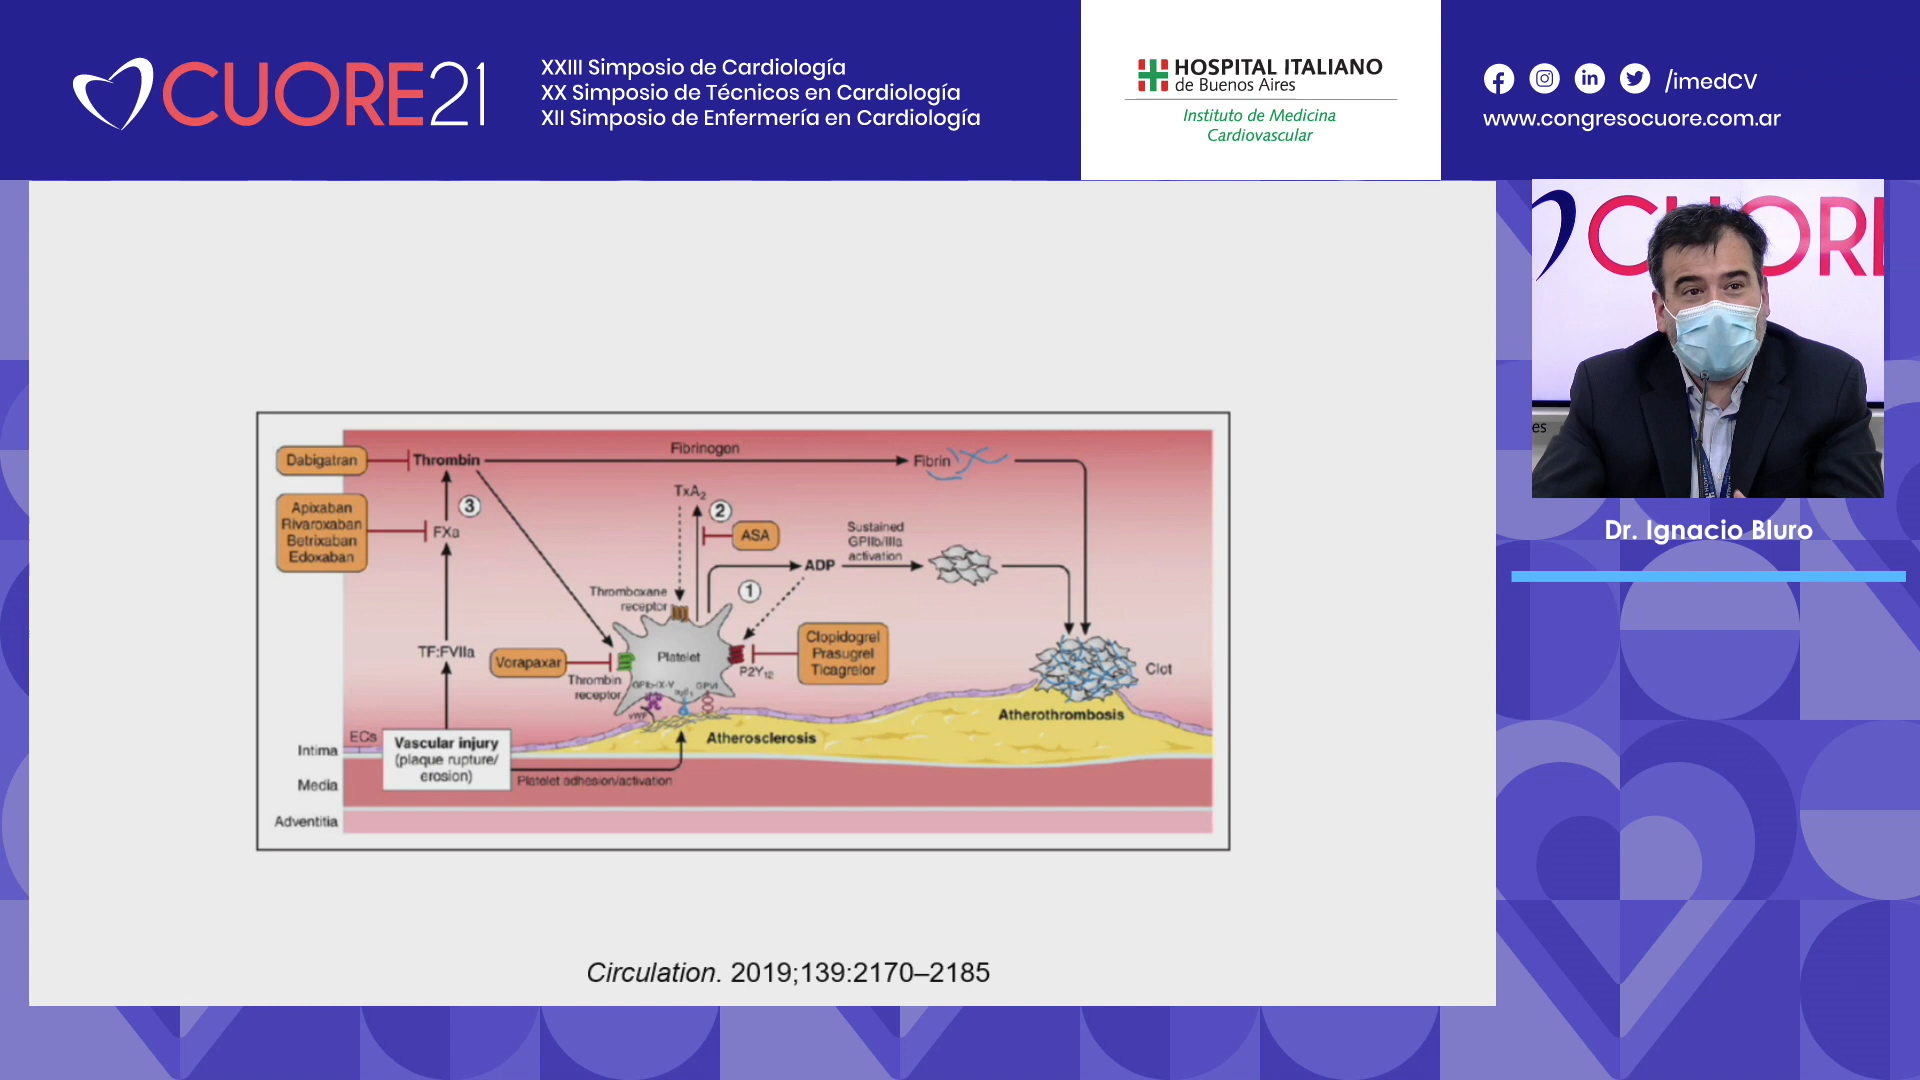 CUORE21
XXIII Simposio de Cardiología
XX Simposio de Técnicos en Cardiología
XII Simposio de Enfermería en Cardiología
HOSPITAL ITALIANO
de Buenos Aires
Instituto de Medicina
Cardiovascular
/imedCV
www.congresocuore.com.ar
CUORE
es
Dr. Ignacio Bluro
Dabigatran
Thrombin
Fibrinogen
Fibrin
Apixaban
Rivaroxaban
Betrixaban
Edoxaban
3
FXa
TxA2
2
ASA
ADP
Sustained
GPIIb/IIIa
activation
1
Thromboxane
receptor
TF:FVIIa
Vorapaxar
Thrombin
receptor
Platelet
GPIb-IX-V
GPVI
VWF
P2Y12
Clopidogrel
Prasugrel
Ticagrelor
Clot
Atherothrombosis
Atherosclerosis
ECs
Vascular injury
(plaque rupture/
erosion)
Platelet adhesion/activation
Intima
Media
Adventitia
Circulation. 2019;139:2170–2185